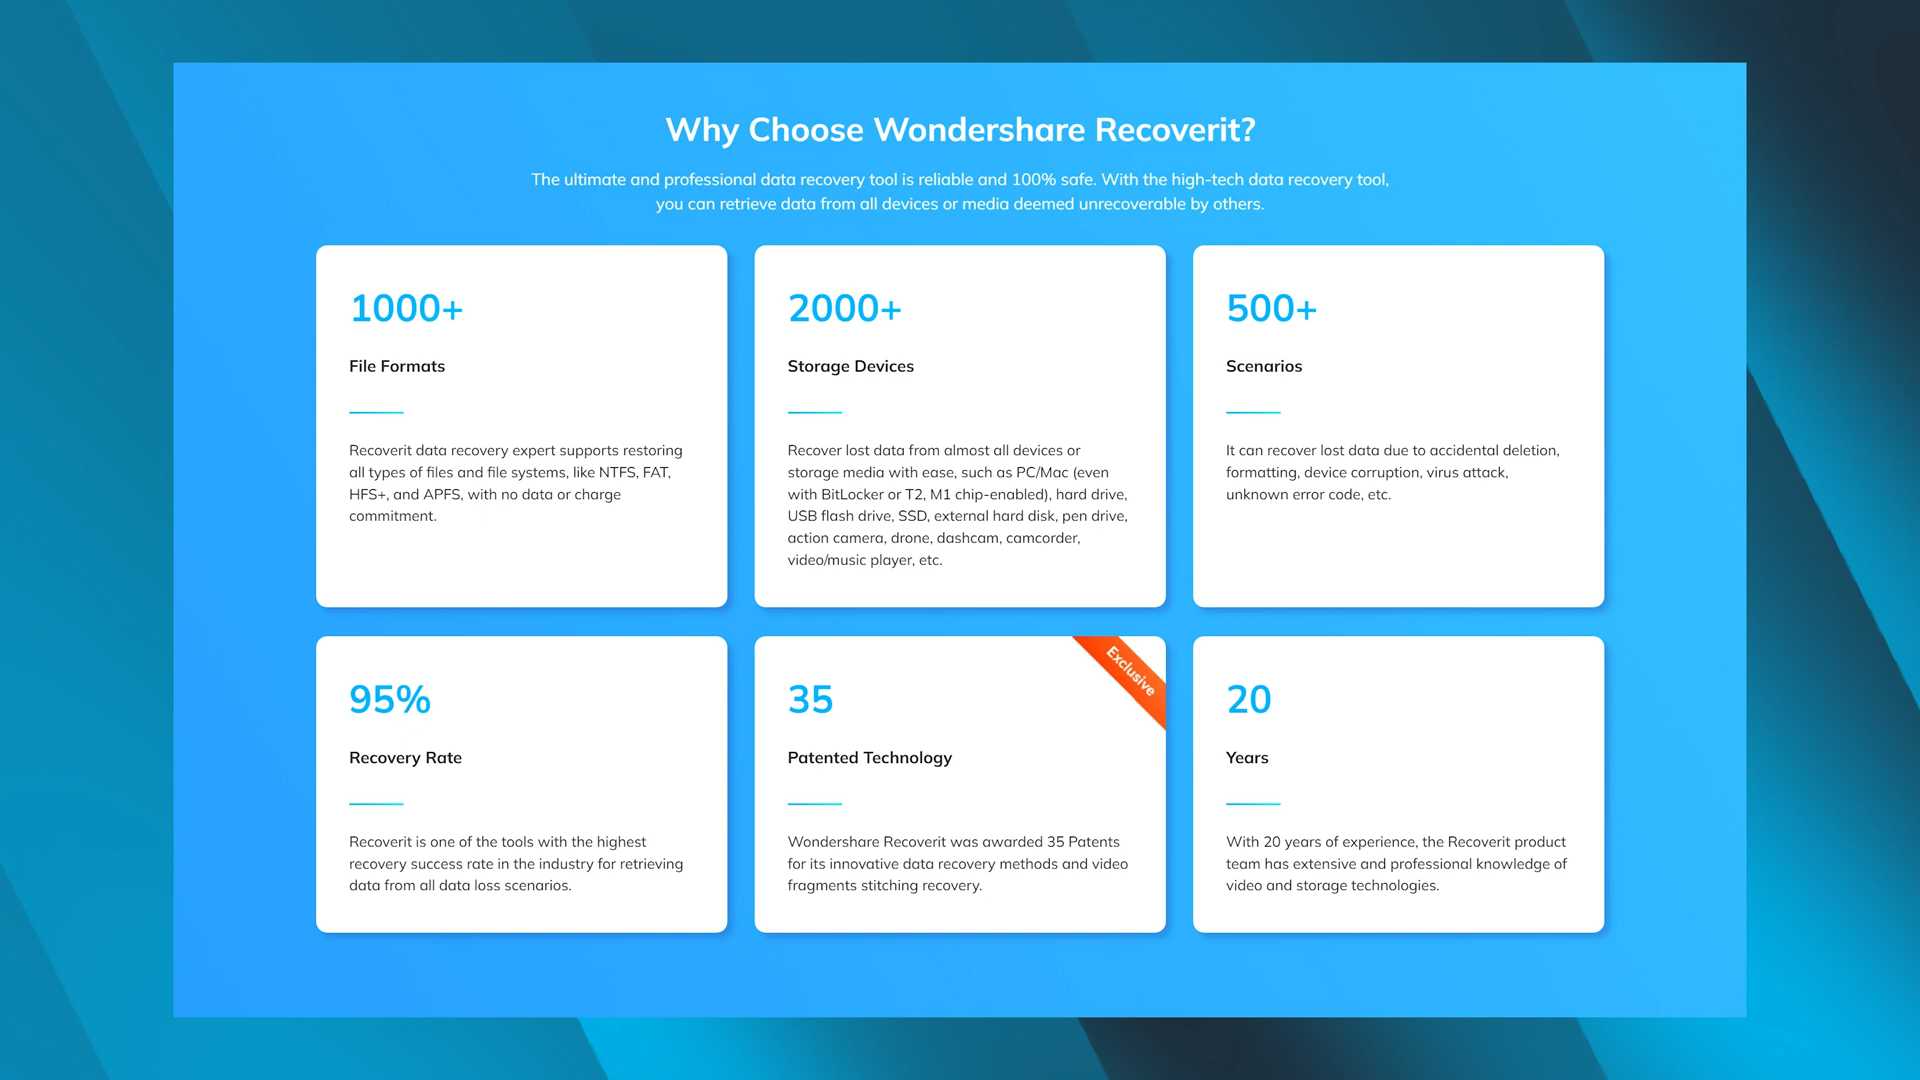 Why Choose Wondershare Recoverit?
The ultimate and professional data recovery tool is reliable and 100% safe. With the high-tech data recovery tool,
you can retrieve data from all devices or media deemed unrecoverable by others.
1000+
File Formats
Recoverit data recovery expert supports restoring
all types of files and file systems, like NTFS, FAT,
HFS+, and APFS, with no data or charge
commitment.
2000+
Storage Devices
Recover lost data from almost all devices or
storage media with ease, such as PC/Mac (even
with BitLocker or T2, M1 chip-enabled), hard drive,
USB flash drive, SSD, external hard disk, pen drive,
action camera, drone, dashcam, camcorder,
video/music player, etc.
500+
Scenarios
It can recover lost data due to accidental deletion,
formatting, device corruption, virus attack,
unknown error code, etc.
95%
Recovery Rate
Recoverit is one of the tools with the highest
recovery success rate in the industry for retrieving
data from all data loss scenarios.
Exclusive
35
Patented Technology
Wondershare Recoverit was awarded 35 Patents
for its innovative data recovery methods and video
fragments stitching recovery.
20
Years
With 20 years of experience, the Recoverit product
team has extensive and professional knowledge of
video and storage technologies.